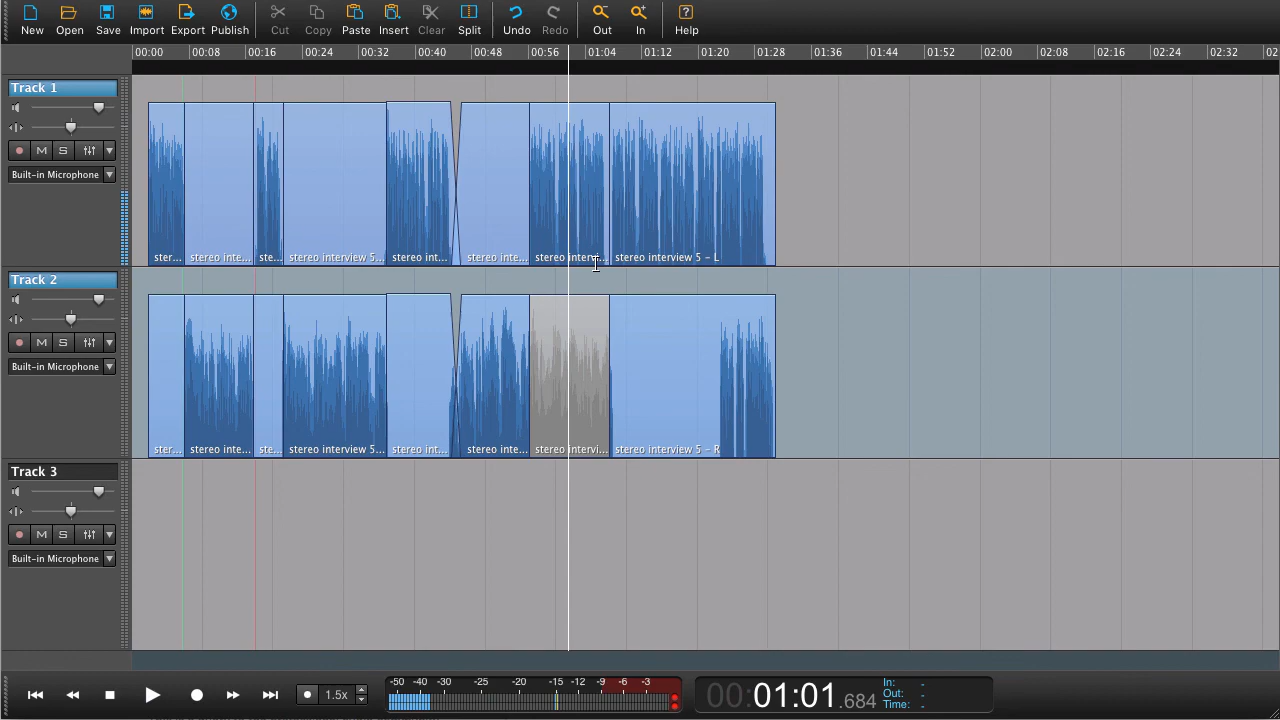 New Open Save Import Export Publish Cut Copy Paste Insert Clear Split Undo Redo Out In Help
00:00 00:08 00:16 00:24 00:32 00:40 00:48 00:56 01:04 01:12 01:20 01:28 01:36 01:44 01:52 02:00 02:08 02:16 02:24 02:32 02
Track 1
M S
Built-in Microphone
ster... stereo inte... ste... stereo interview 5... stereo int... stereo inte... stereo interv... stereo interview 5 - L
Track 2
M S
Built-in Microphone
ster... stereo inte... ste... stereo interview 5... stereo int... stereo inte... stereo intervi... stereo interview 5 - R
Track 3
M S
Built-in Microphone
1.5x
-50 -40 -30 -25 -20 -15 -12 -9 -6 -3
00:01:01.684
In: -
Out: -
Time: -